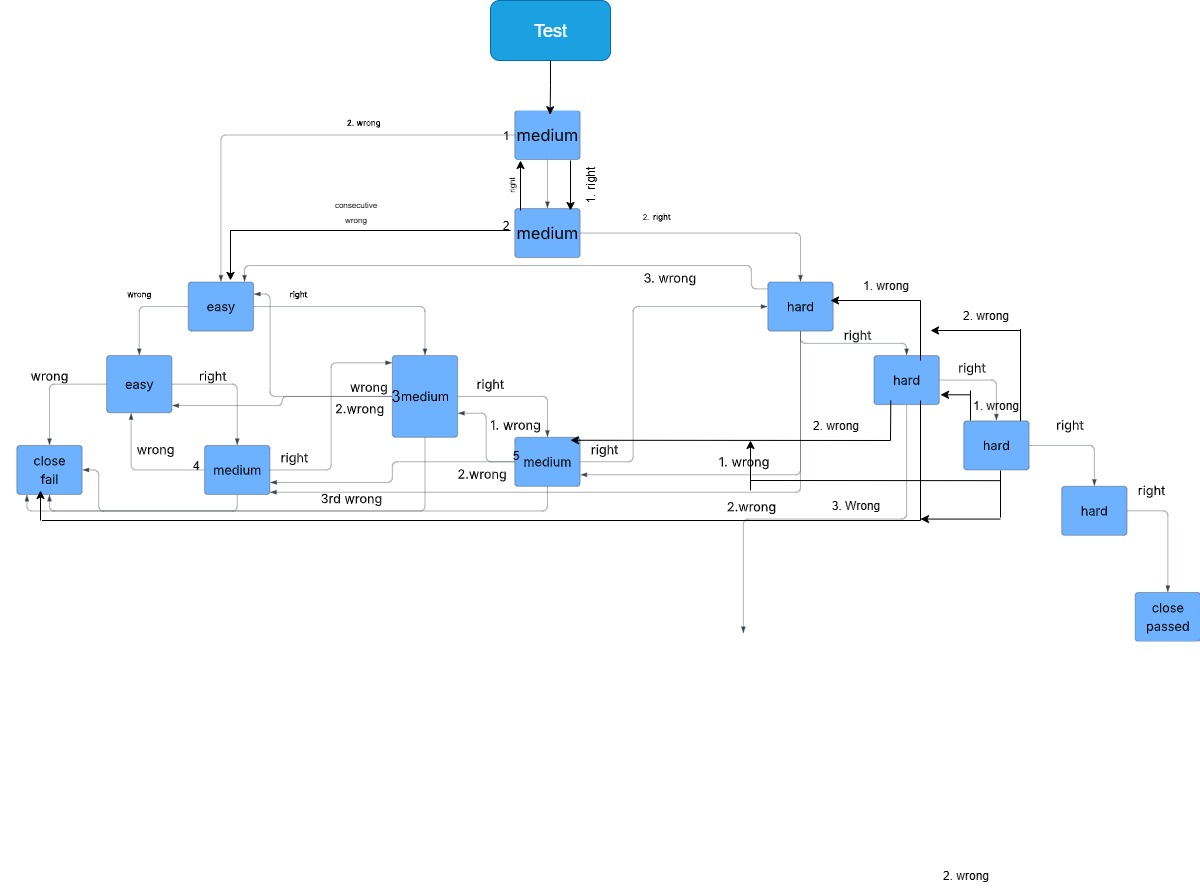 Test
2. wrong
1
medium
right
1. right
consecutive
wrong
2
medium
2. right
3. wrong
wrong
easy
right
hard
1. wrong
2. wrong
right
wrong
easy
right
wrong
3medium
2.wrong
right
hard
right
1. wrong
1. wrong
2. wrong
hard
right
close
fail
wrong
4
medium
right
2.wrong
5
medium
right
1. wrong
3rd wrong
2.wrong
3. Wrong
hard
right
close
passed
2. wrong